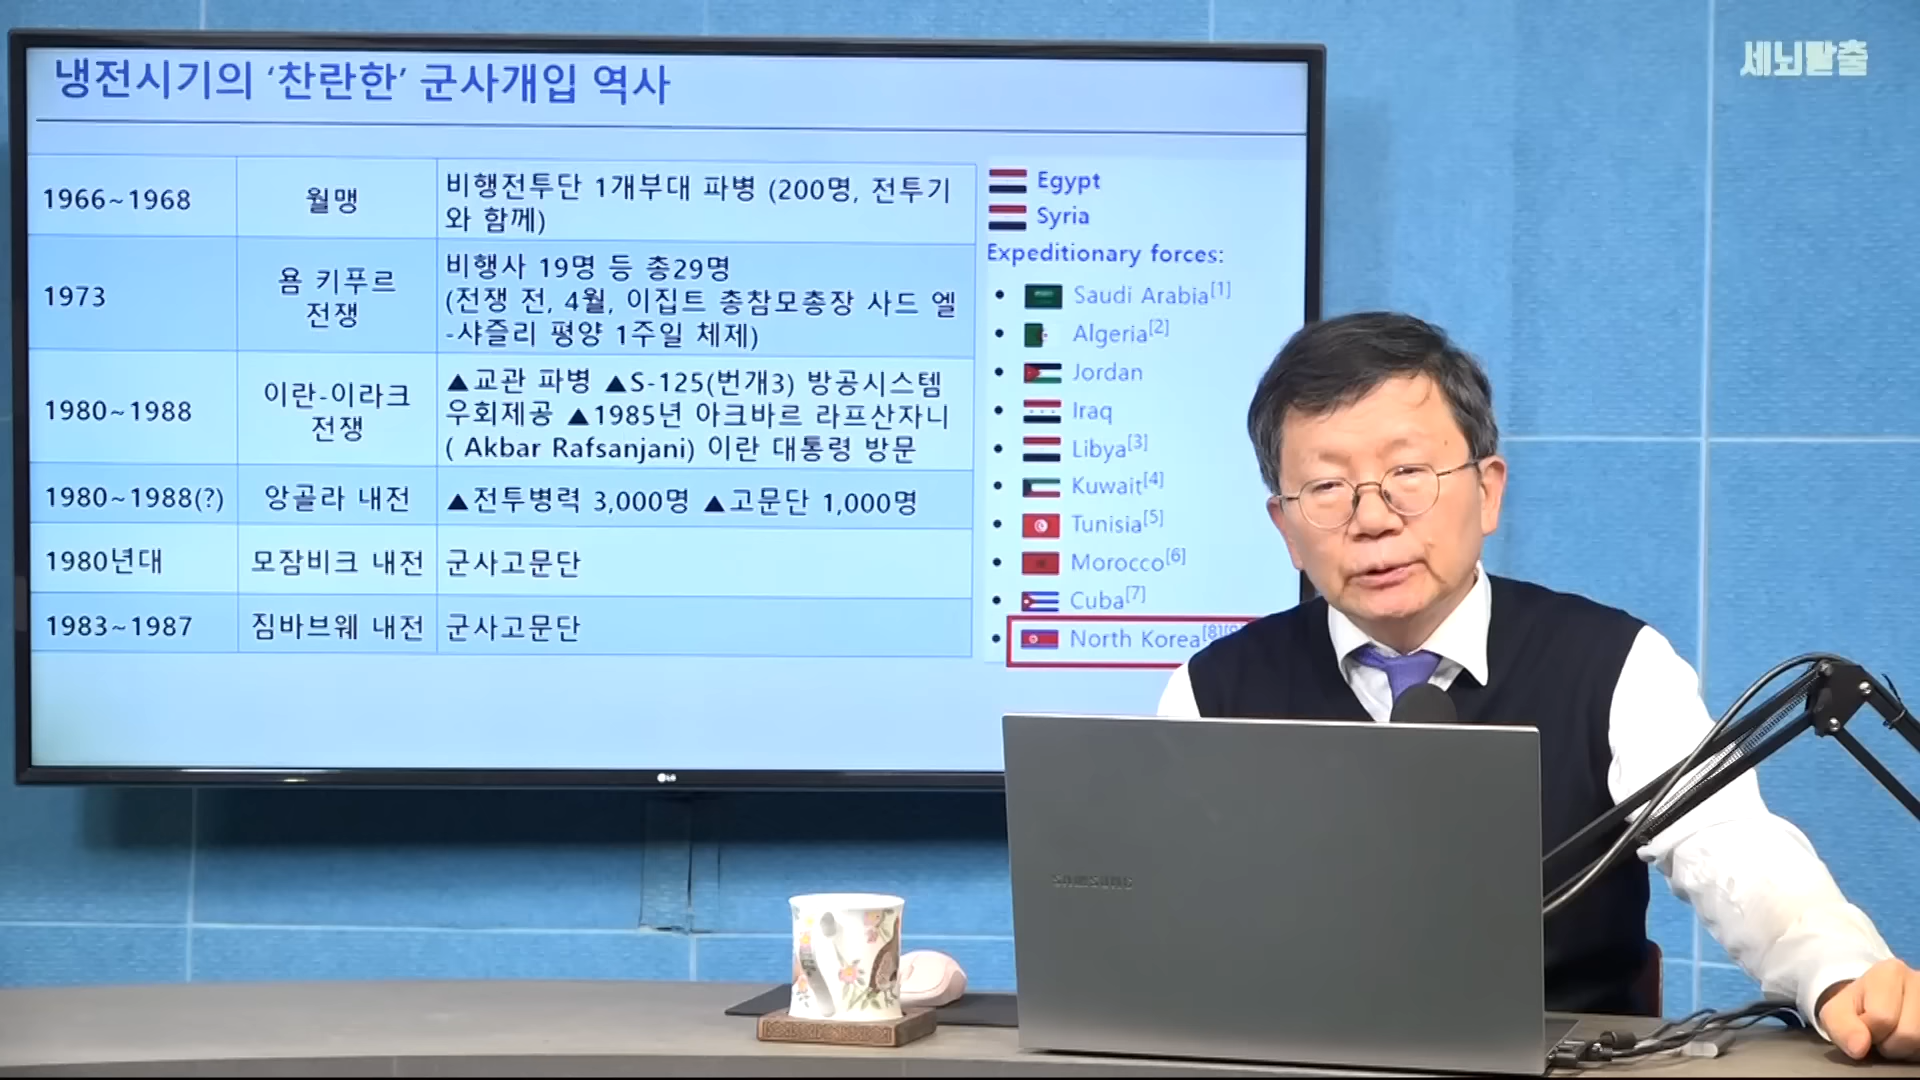 세뇌탈출
냉전시기의 ‘찬란한’ 군사개입 역사
1966~1968
월맹
비행전투단 1개부대 파병 (200명, 전투기
와 함께)
1973
욤 키푸르
전쟁
비행사 19명 등 총29명
(전쟁 전, 4월, 이집트 총참모총장 사드 엘
-샤즐리 평양 1주일 체제)
1980~1988
이란-이라크
전쟁
▲교관 파병 ▲S-125(번개3) 방공시스템
우회제공 ▲1985년 아크바르 라프산자니
( Akbar Rafsanjani) 이란 대통령 방문
1980~1988(?)
앙골라 내전
▲전투병력 3,000명 ▲고문단 1,000명
1980년대
모잠비크 내전
군사고문단
1983~1987
짐바브웨 내전
군사고문단
Egypt
Syria
Expeditionary forces:
• Saudi Arabia[1]
• Algeria[2]
• Jordan
• Iraq
• Libya[3]
• Kuwait[4]
• Tunisia[5]
• Morocco[6]
• Cuba[7]
• North Korea[8]
LG
SAMSUNG